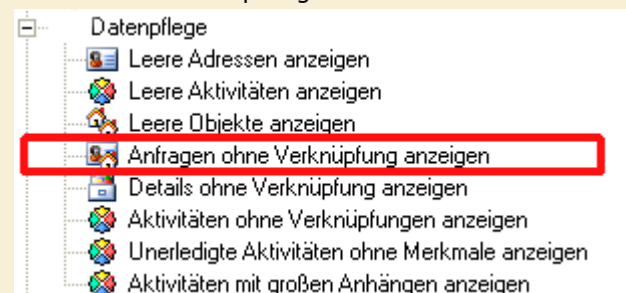 Datenpflege
Leere Adressen anzeigen
Leere Aktivitäten anzeigen
Leere Objekte anzeigen
Anfragen ohne Verknüpfung anzeigen
Details ohne Verknüpfung anzeigen
Aktivitäten ohne Verknüpfungen anzeigen
Unerledigte Aktivitäten ohne Merkmale anzeigen
Aktivitäten mit großen Anhängen anzeigen